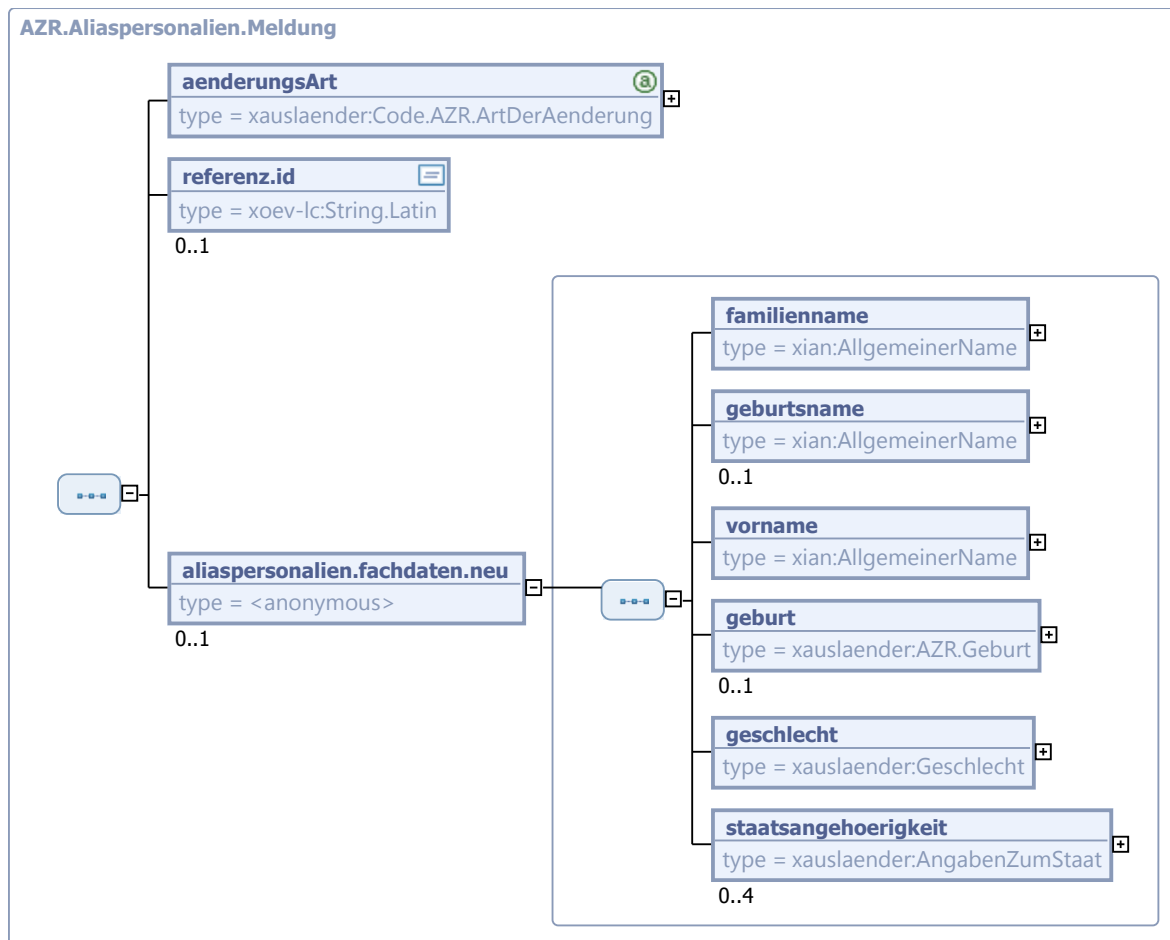 AZR.Aliaspersonalien.Meldung
aenderungsArt
a
type = xauslaender:Code.AZR.ArtDerAenderung
referenz.id
type = xoev-lc:String.Latin
0..1
familienname
type = xian:AllgemeinerName
geburtsname
type = xian:AllgemeinerName
0..1
vorname
type = xian:AllgemeinerName
aliaspersonalien.fachdaten.neu
type = <anonymous>
0..1
geburt
type = xauslaender:AZR.Geburt
0..1
geschlecht
type = xauslaender:Geschlecht
staatsangehoerigkeit
type = xauslaender:AngabenZumStaat
0..4